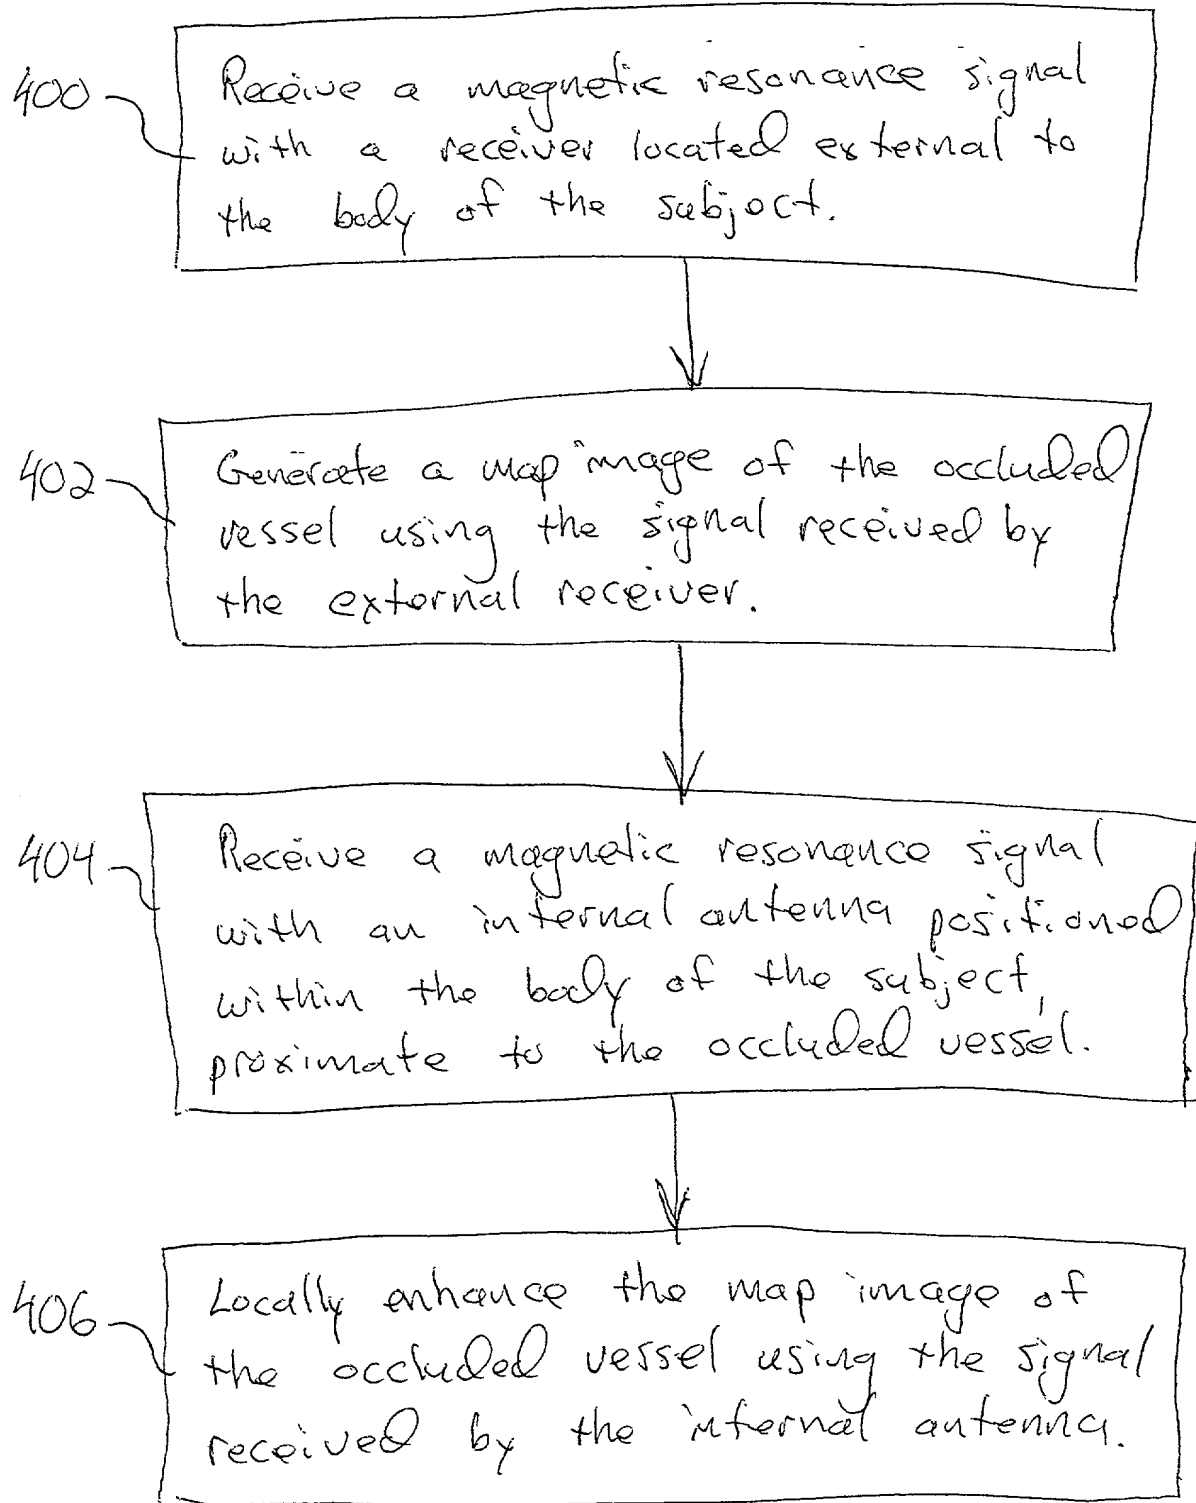 400
Receive a magnetic resonance signal
with a receiver located external to
the body of the subject.
402
Generate a map image of the occluded
vessel using the signal received by
the external receiver.
404
Receive a magnetic resonance signal
with an internal antenna positioned
within the body of the subject,
proximate to the occluded vessel.
406
Locally enhance the map image of
the occluded vessel using the signal
received by the internal antenna.